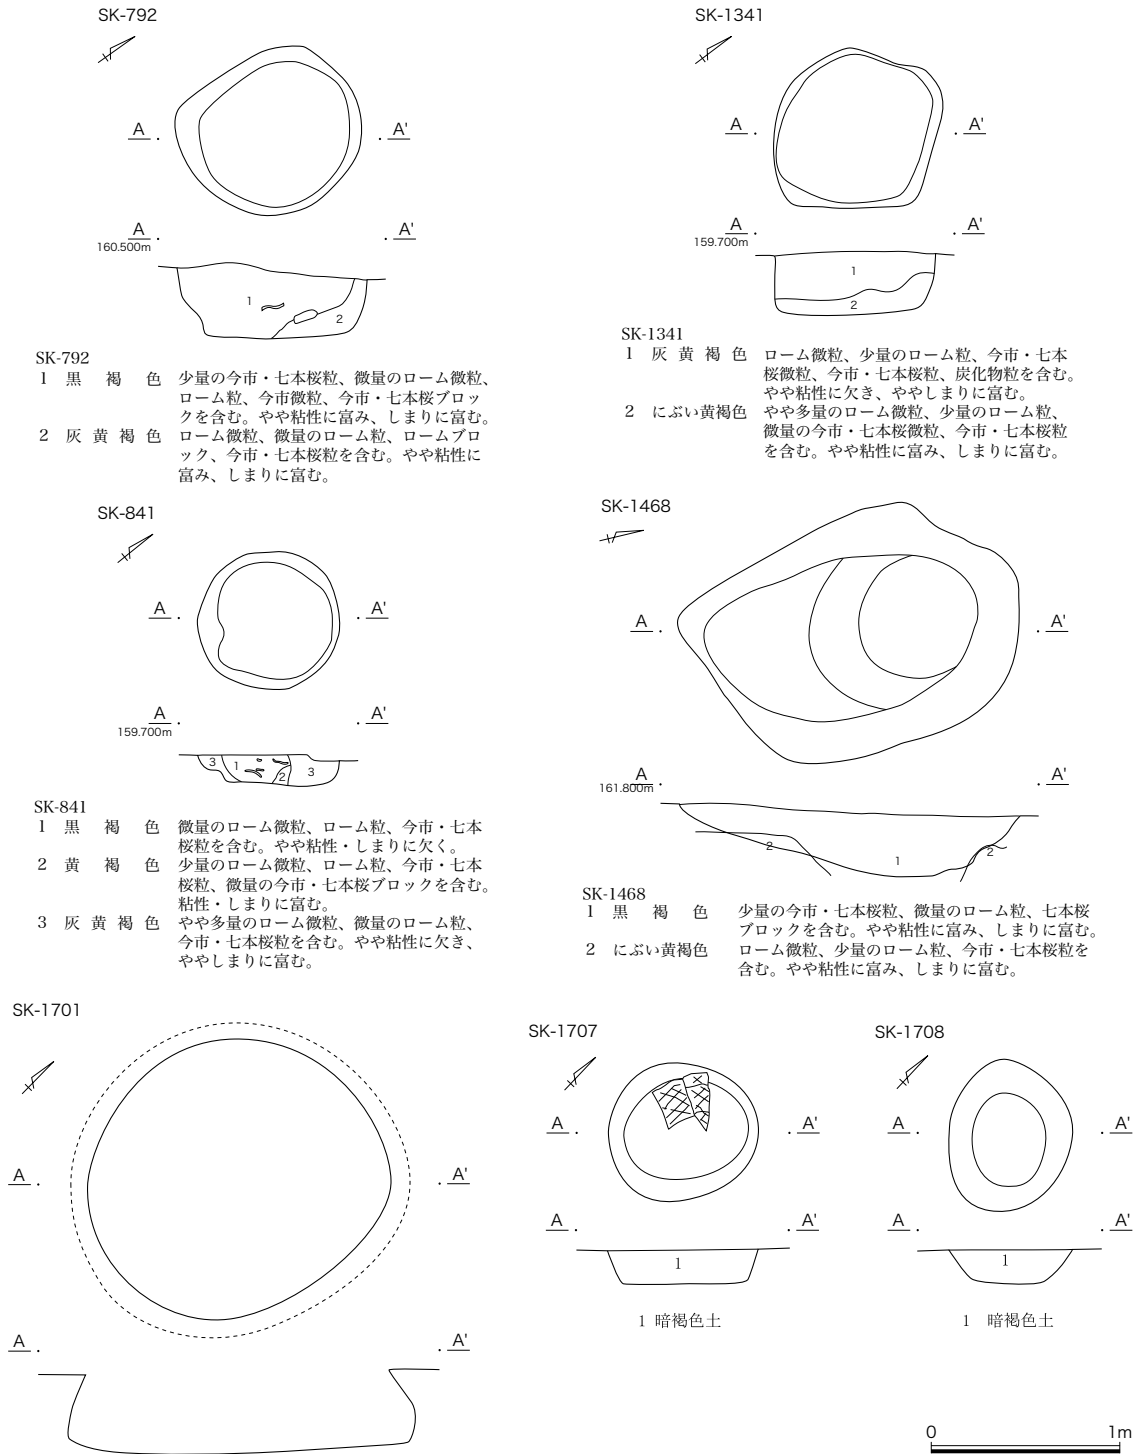 SK-792
A A'
A A'
160.500m
1
2
SK-792
1 黒褐色 少量の今市・七本桜粒、微量のローム微粒、
ローム粒、今市微粒、今市・七本桜ブロッ
クを含む。やや粘性に富み、しまりに富む。
2 灰黄褐色 ローム微粒、微量のローム粒、ロームブロ
ック、今市・七本桜粒を含む。やや粘性に
富み、しまりに富む。
SK-1341
A A'
A A'
159.700m
1
2
SK-1341
1 灰黄褐色 ローム微粒、少量のローム粒、今市・七本
桜微粒、今市・七本桜粒、炭化物粒を含む。
やや粘性に欠き、ややしまりに富む。
2 にぶい黄褐色 やや多量のローム微粒、少量のローム粒、
微量の今市・七本桜微粒、今市・七本桜粒
を含む。やや粘性に富み、しまりに富む。
SK-841
A A'
A A'
159.700m
3 1 2 3
SK-841
1 黒褐色 微量のローム微粒、ローム粒、今市・七本
桜粒を含む。やや粘性・しまりに欠く。
2 黄褐色 少量のローム微粒、ローム粒、今市・七本
桜粒、微量の今市・七本桜ブロックを含む。
粘性・しまりに富む。
3 灰黄褐色 やや多量のローム微粒、微量のローム粒、
今市・七本桜粒を含む。やや粘性に欠き、
ややしまりに富む。
SK-1468
A A'
A A'
161.800m
2 1 2
SK-1468
1 黒褐色 少量の今市・七本桜粒、微量のローム粒、七本桜
ブロックを含む。やや粘性に富み、しまりに富む。
2 にぶい黄褐色 ローム微粒、少量のローム粒、今市・七本桜粒を
含む。やや粘性に富み、しまりに富む。
SK-1701
A A'
A A'
SK-1707
A A'
A A'
1
1 暗褐色土
SK-1708
A A'
A A'
1
1 暗褐色土
0 1m